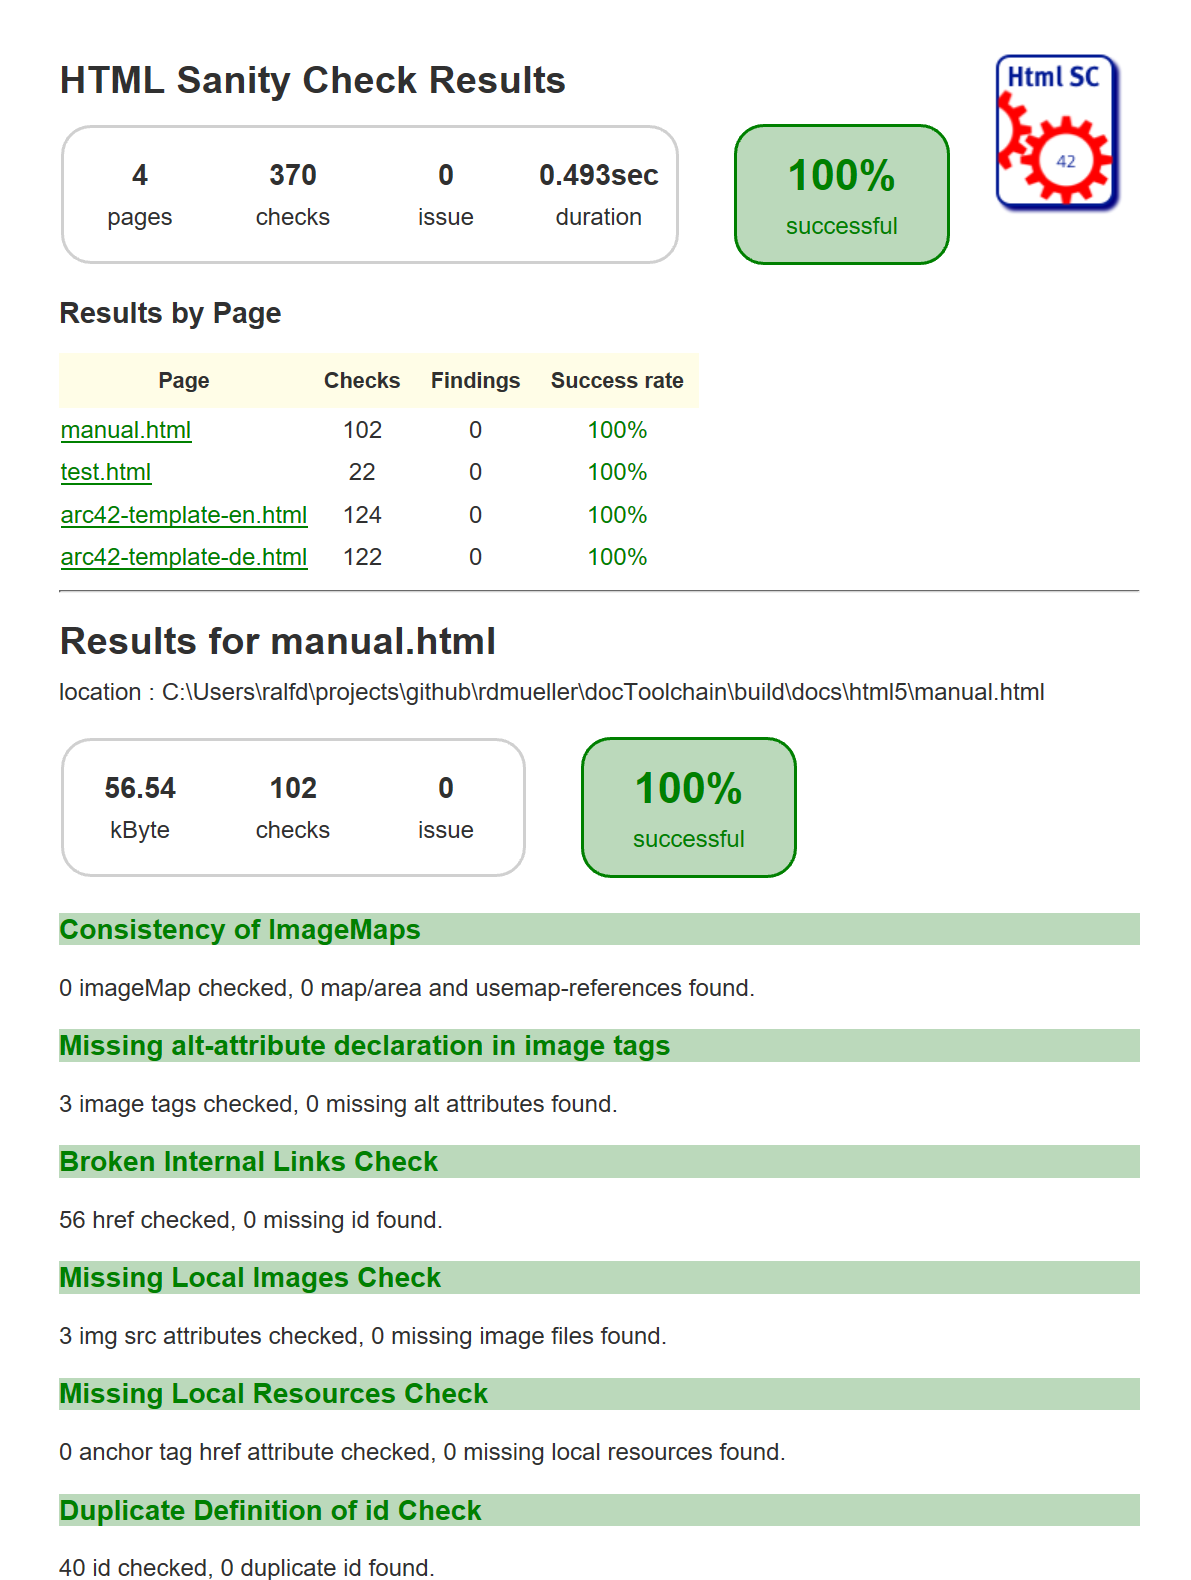 HTML Sanity Check Results
Html SC
42
4 370 0 0.493sec
pages checks issue duration
100%
successful
Results by Page
Page Checks Findings Success rate
manual.html 102 0 100%
test.html 22 0 100%
arc42-template-en.html 124 0 100%
arc42-template-de.html 122 0 100%
Results for manual.html
location : C:\Users\ralfd\projects\github\rdmueller\docToolchain\build\docs\html5\manual.html
56.54 102 0
kByte checks issue
100%
successful
Consistency of ImageMaps
0 imageMap checked, 0 map/area and usemap-references found.
Missing alt-attribute declaration in image tags
3 image tags checked, 0 missing alt attributes found.
Broken Internal Links Check
56 href checked, 0 missing id found.
Missing Local Images Check
3 img src attributes checked, 0 missing image files found.
Missing Local Resources Check
0 anchor tag href attribute checked, 0 missing local resources found.
Duplicate Definition of id Check
40 id checked, 0 duplicate id found.